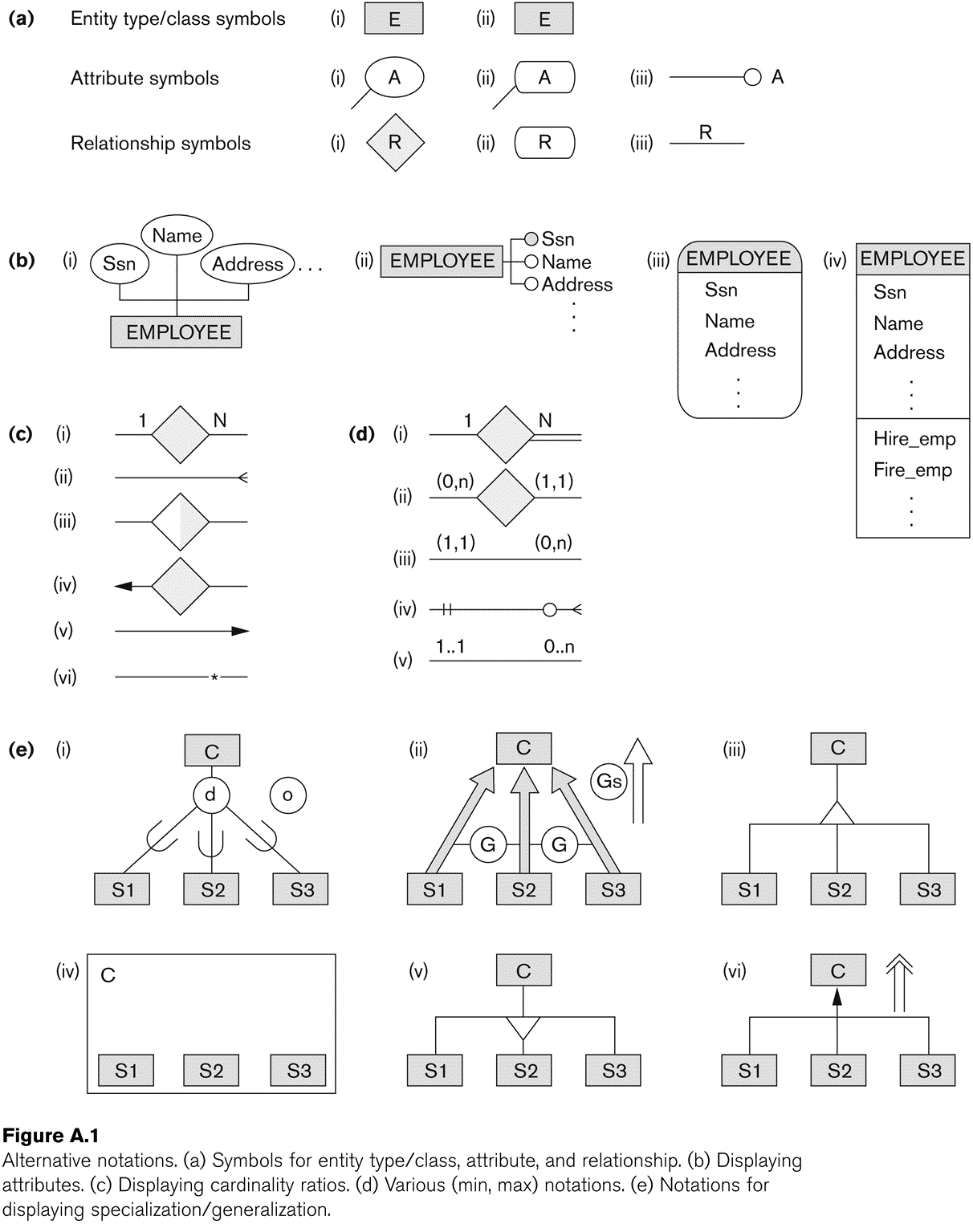 (a) Entity type/class symbols (i) E (ii) E
Attribute symbols (i) A (ii) A (iii) A
Relationship symbols (i) R (ii) R (iii) R
(b) (i) Ssn Name Address ...
EMPLOYEE
(ii) EMPLOYEE Ssn
Name
Address
(iii) EMPLOYEE
Ssn
Name
Address
(iv) EMPLOYEE
Ssn
Name
Address
Hire_emp
Fire_emp
(c) (i) 1 N
(ii)
(iii)
(iv)
(v)
(vi) *
(d) (i) 1 N
(ii) (0,n) (1,1)
(iii) (1,1) (0,n)
(iv)
(v) 1..1 0..n
(e) (i) C
d o
S1 S2 S3
(ii) C
Gs
G G
S1 S2 S3
(iii) C
S1 S2 S3
(iv) C
S1 S2 S3
(v) C
S1 S2 S3
(vi) C
S1 S2 S3
Figure A.1
Alternative notations. (a) Symbols for entity type/class, attribute, and relationship. (b) Displaying
attributes. (c) Displaying cardinality ratios. (d) Various (min, max) notations. (e) Notations for
displaying specialization/generalization.